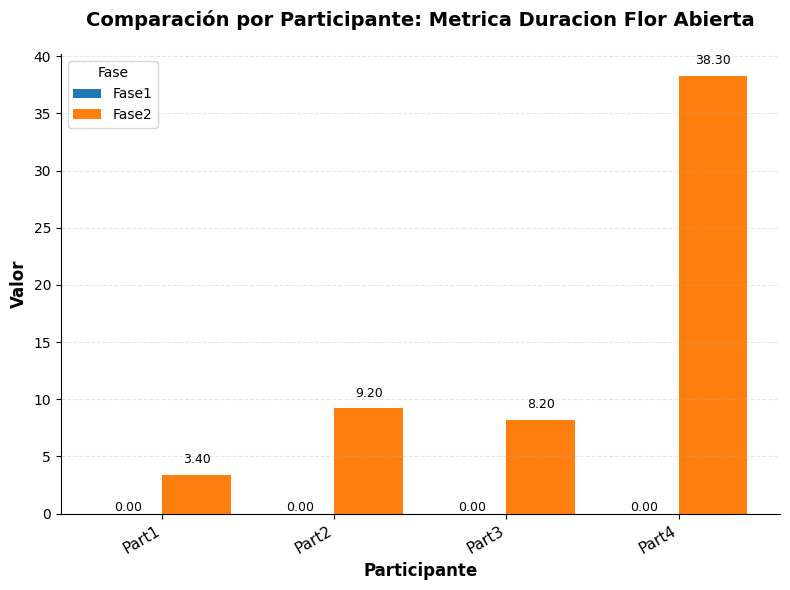 Comparación por Participante: Metrica Duracion Flor Abierta
Fase
Fase1
Fase2
Valor
40
35
30
25
20
15
10
5
0
0.00
3.40
0.00
9.20
0.00
8.20
0.00
38.30
Part1
Part2
Part3
Part4
Participante